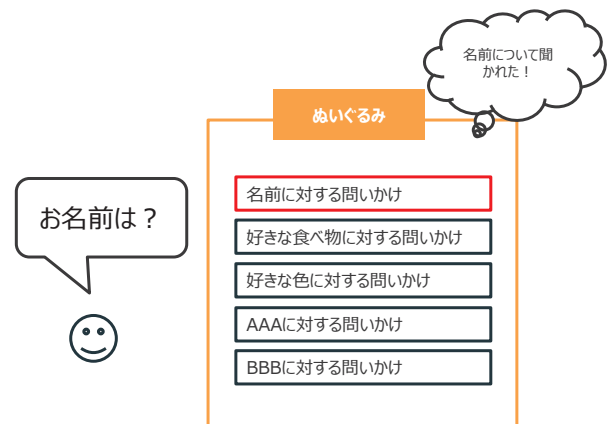 名前について聞
かれた！
ぬいぐるみ
お名前は？
名前に対する問いかけ
好きな食べ物に対する問いかけ
好きな色に対する問いかけ
AAAに対する問いかけ
BBBに対する問いかけ